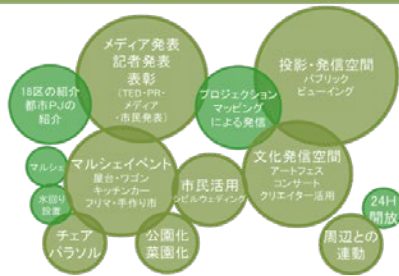 メディア発表
記者発表
表彰
(TED・PR・
メディア
・市民発表)
18区の紹介
都市PJの
紹介
プロジェクション
マッピング
による発信
投影・発信空間
パブリック
ビューイング
マルシェ
水回り
設置
マルシェイベント
屋台・ワゴン
キッチンカー
フリマ・手作り市
市民活用
シビルウェディング
文化発信空間
アートフェス
コンサート
クリエイター活用
24H
開放
チェア
パラソル
公園化
菜園化
周辺との
連動